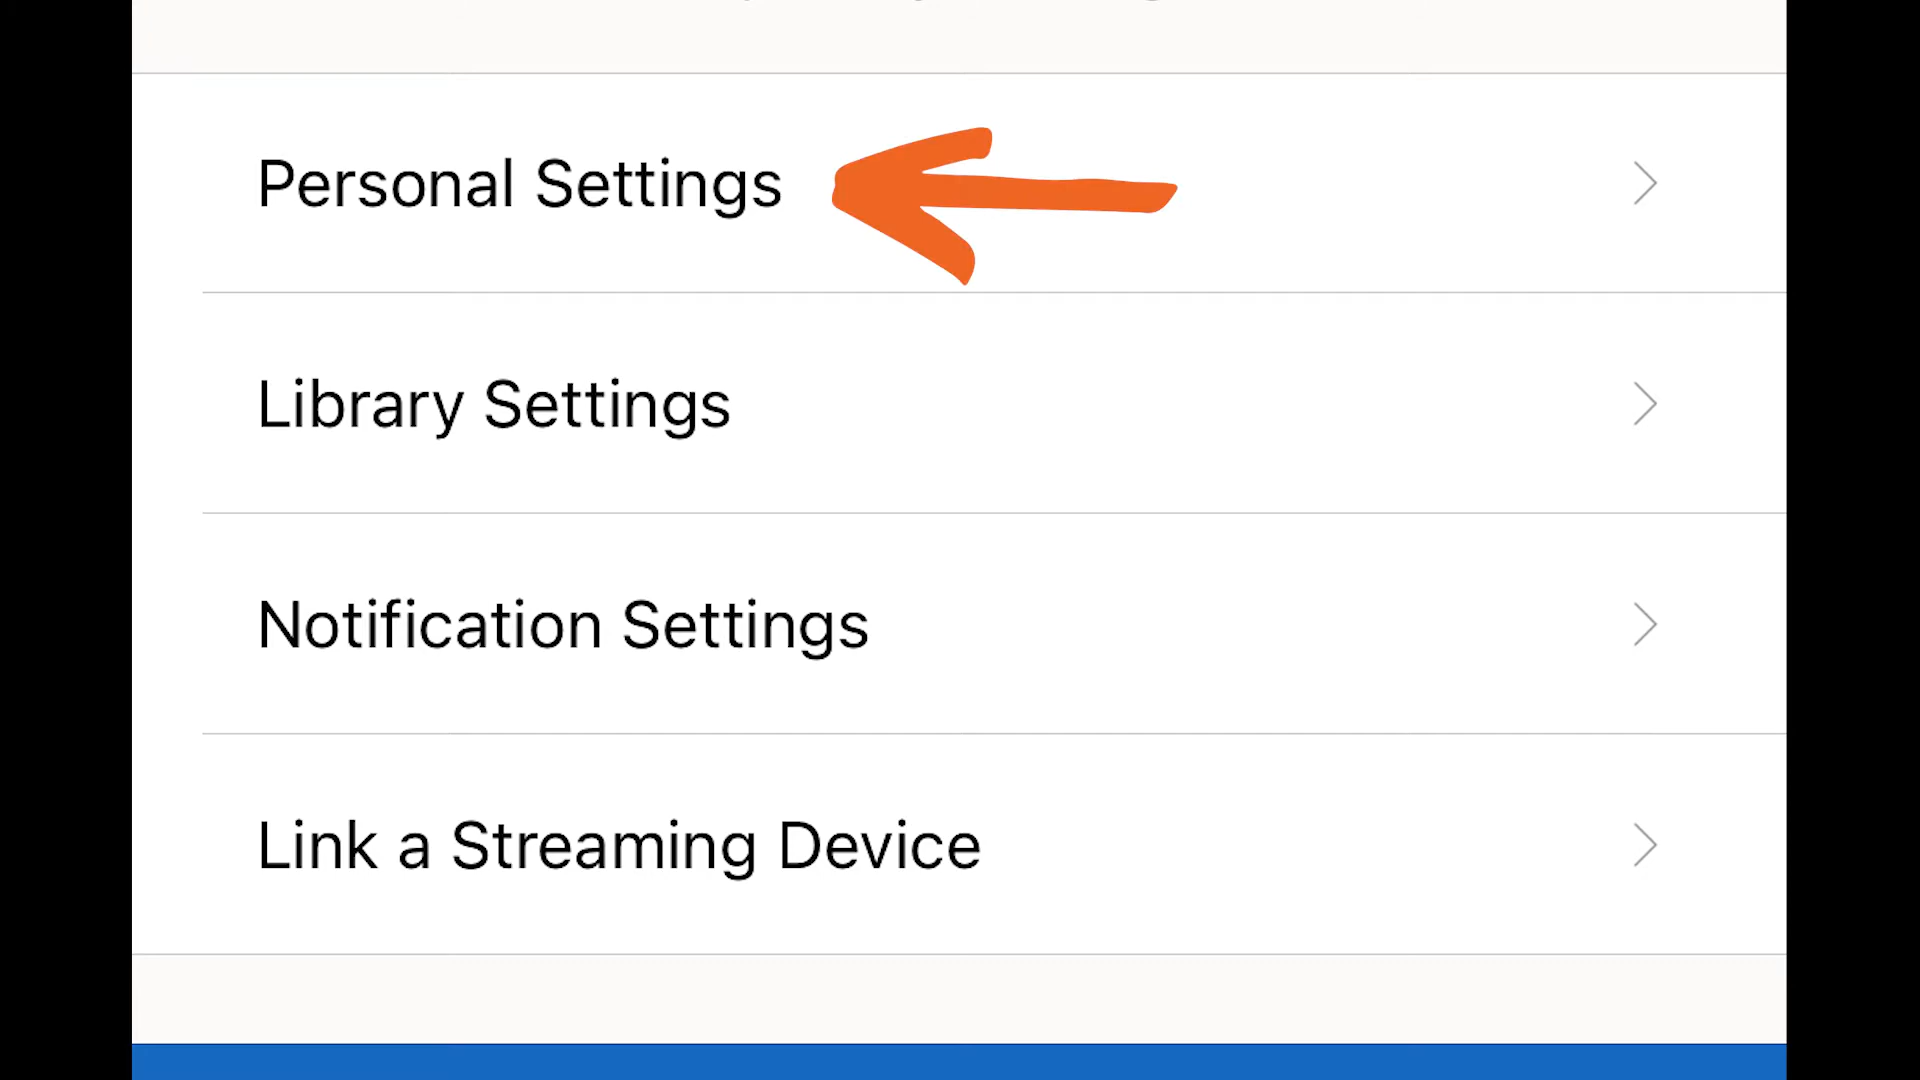 Personal Settings
Library Settings
Notification Settings
Link a Streaming Device